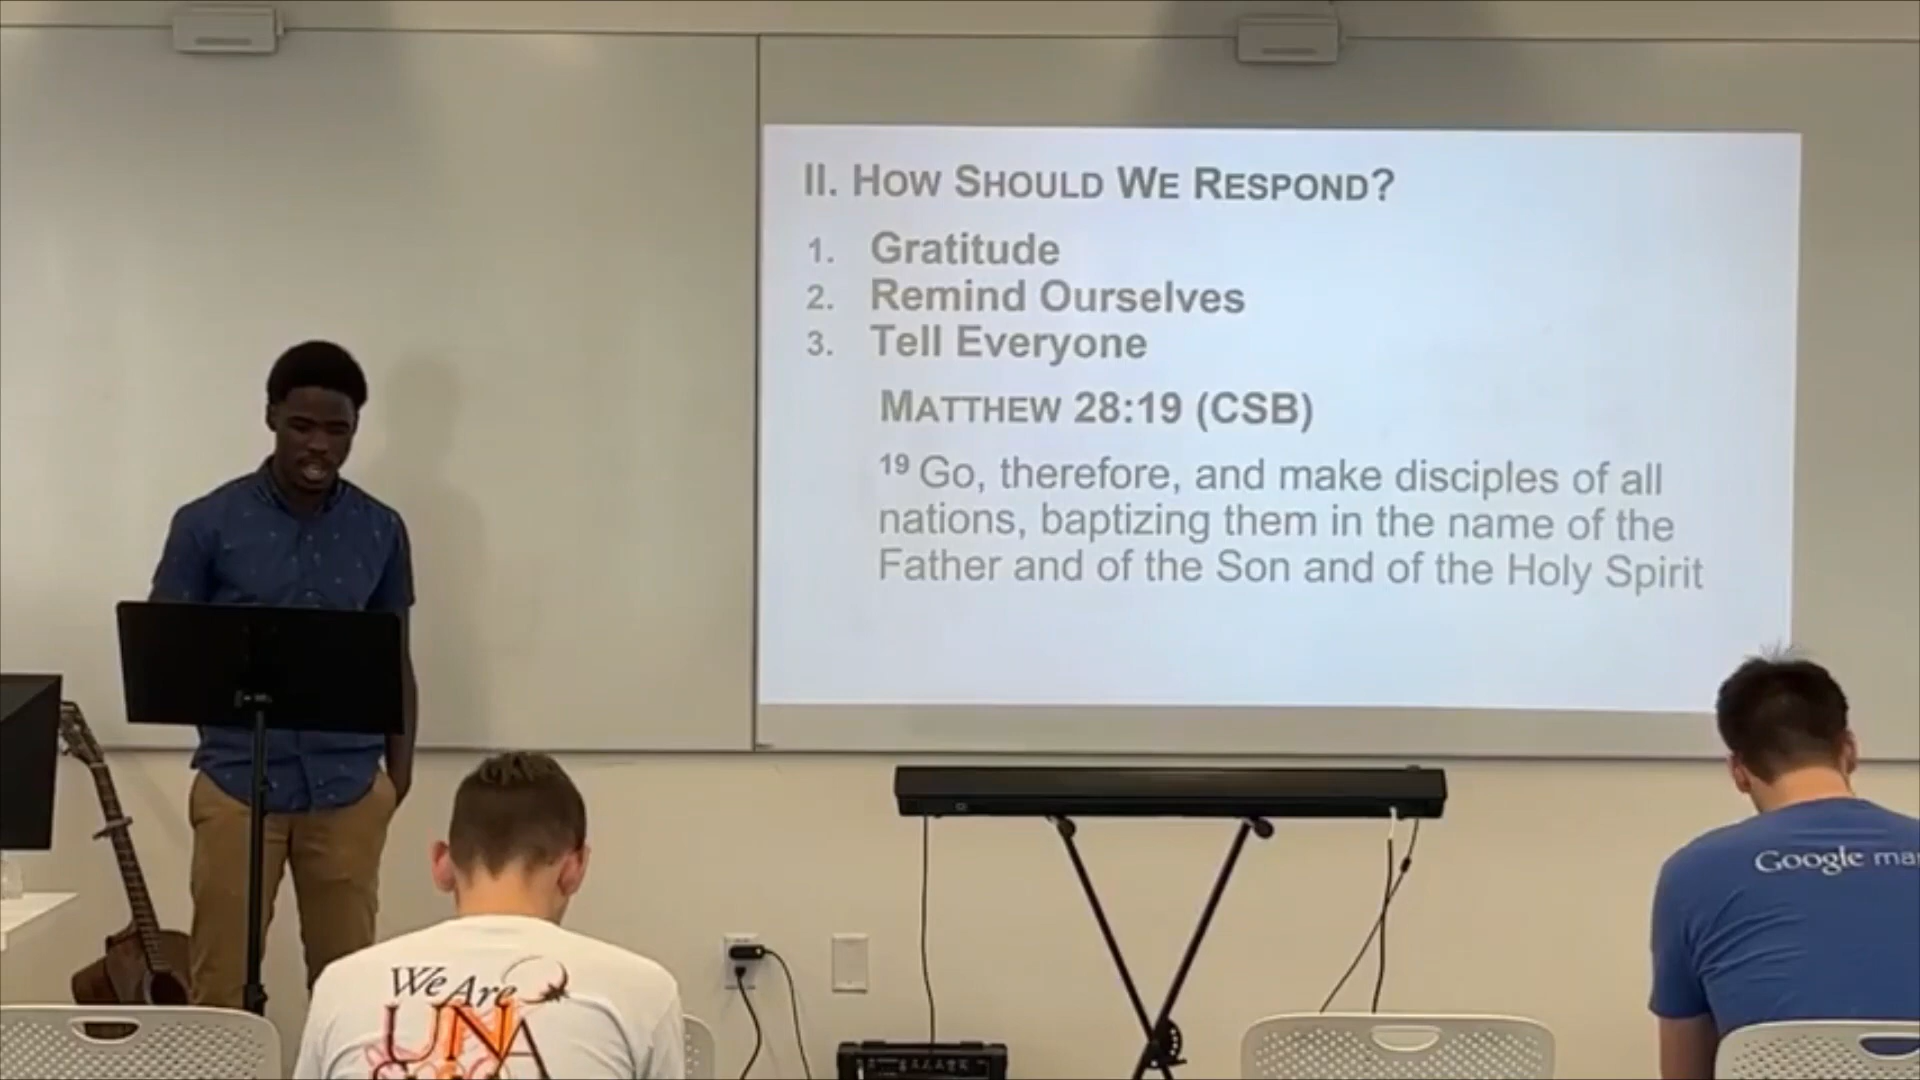 II. HOW SHOULD WE RESPOND?
1. Gratitude
2. Remind Ourselves
3. Tell Everyone
MATTHEW 28:19 (CSB)
19 Go, therefore, and make disciples of all
nations, baptizing them in the name of the
Father and of the Son and of the Holy Spirit
Google
We Are
UNA